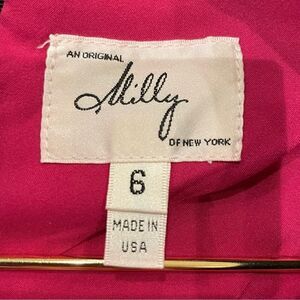 AN ORIGINAL
Milly
OF NEW YORK
6
MADE IN
USA